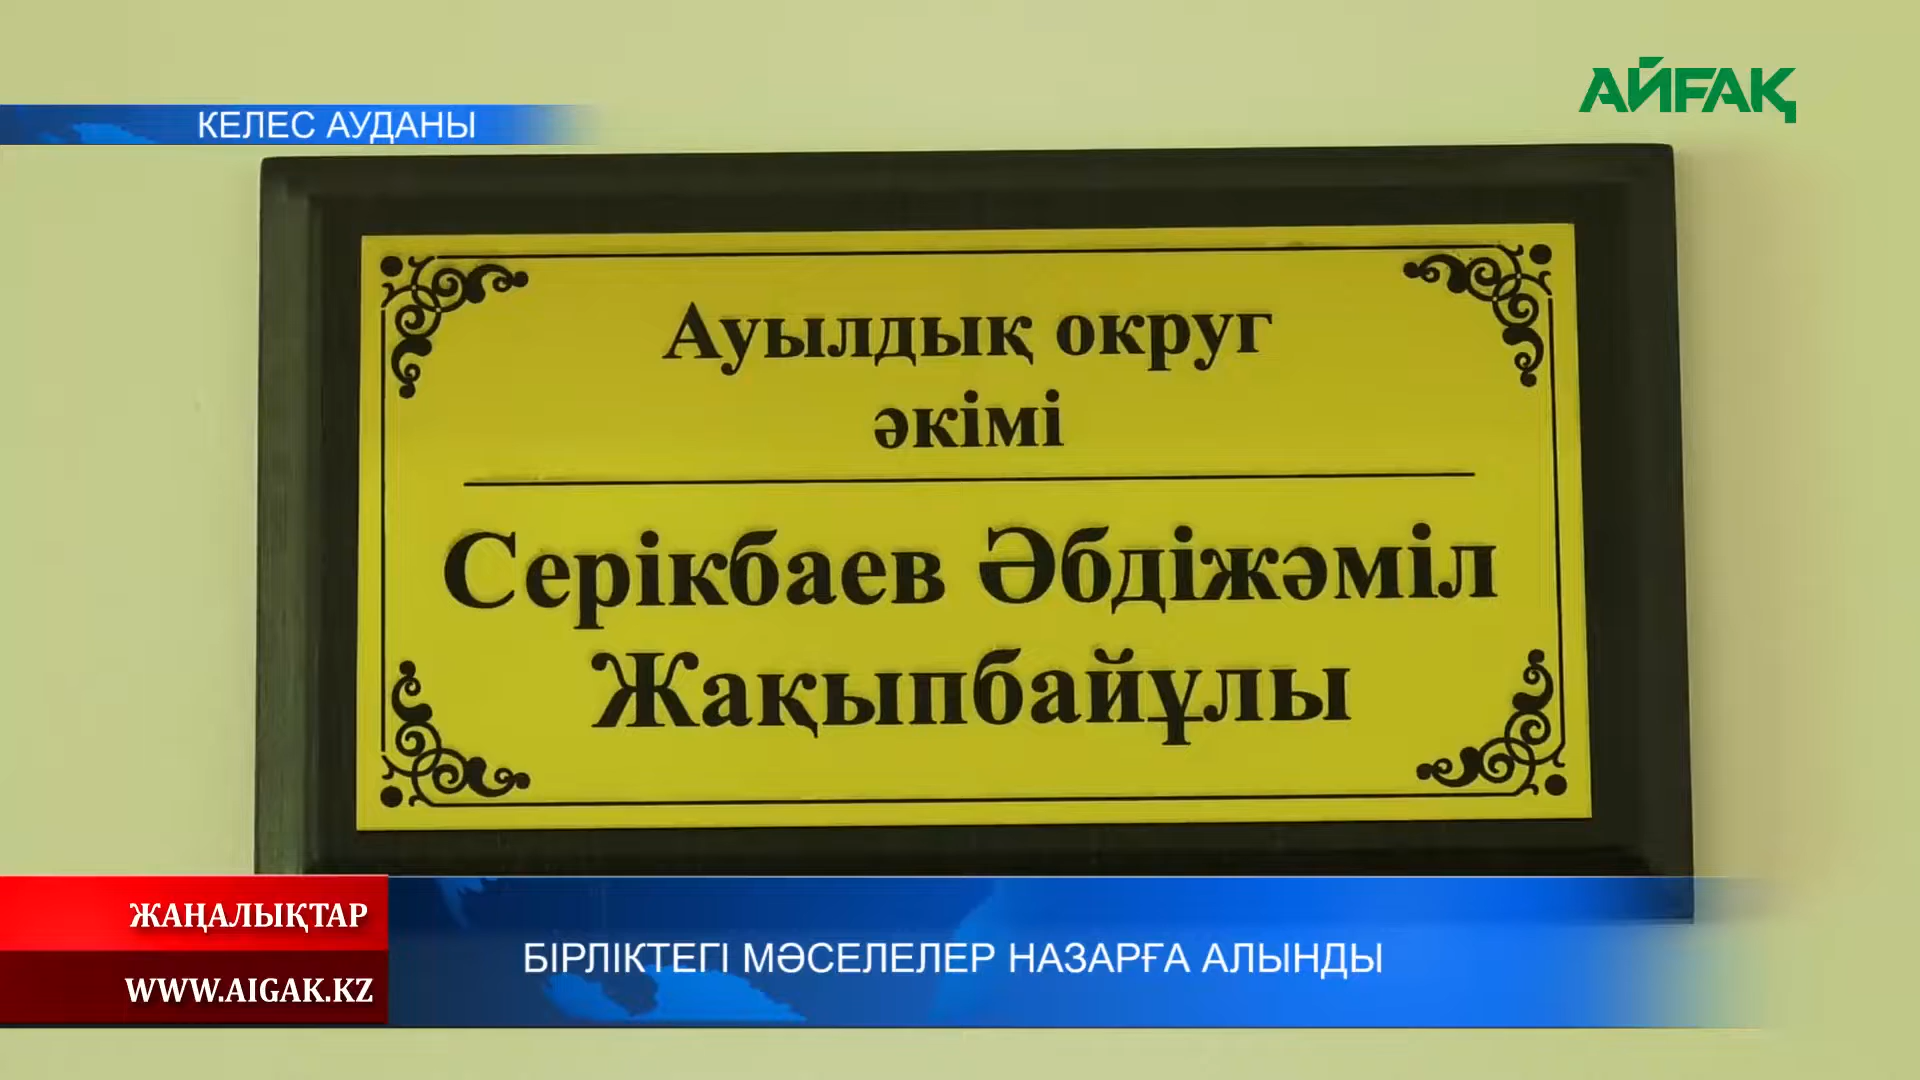 АЙҒАҚ
КЕЛЕС АУДАНЫ
Ауылдық округ
әкімі
Серікбаев Әбдіжәміл
Жақыпбайұлы
ЖАҢАЛЫҚТАР
БІРЛІКТЕГІ МӘСЕЛЕЛЕР НАЗАРҒА АЛЫНДЫ
WWW.AIGAK.KZ